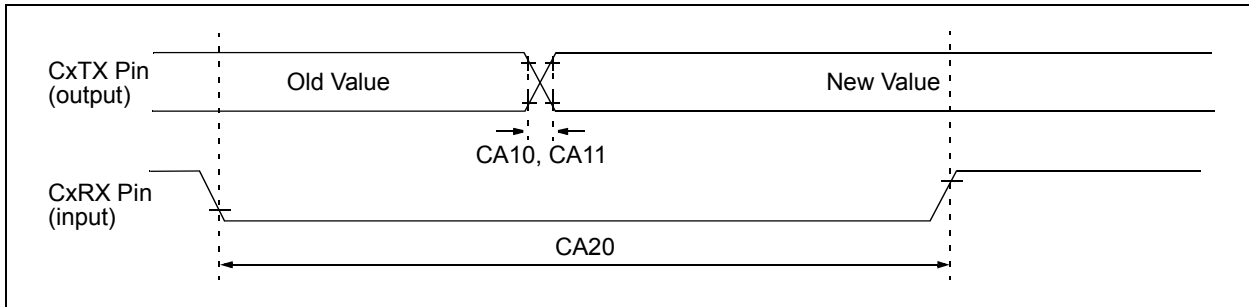 CxTX Pin
(output)
Old Value
New Value
CA10, CA11
CxRX Pin
(input)
CA20